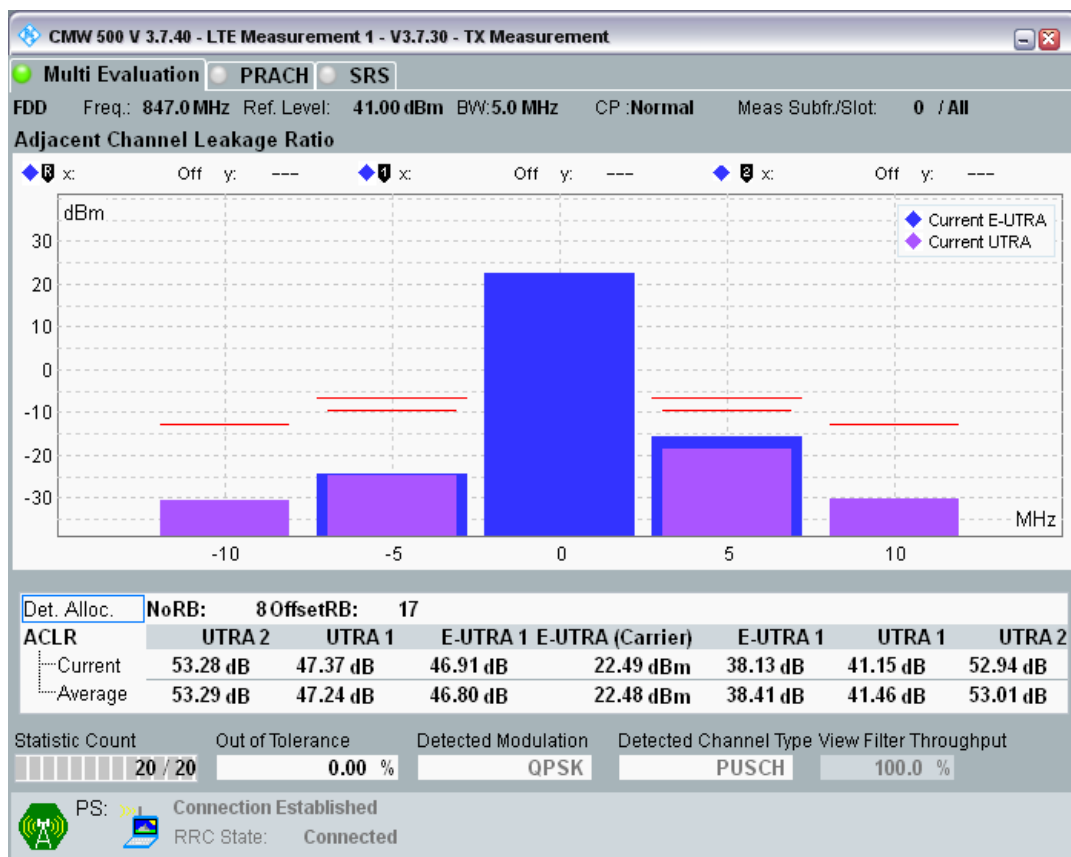 CMW 500 V 3.7.40 - LTE Measurement 1 - V3.7.30 - TX Measurement
Multi Evaluation PRACH SRS
FDD Freq.: 847.0 MHz Ref. Level: 41.00 dBm BW:5.0 MHz CP :Normal Meas Subfr./Slot: 0 / All
Adjacent Channel Leakage Ratio
R x: Off y: --- 1 x: Off y: --- 2 x: Off y: ---
dBm
Current E-UTRA
Current UTRA
30
20
10
0
-10
-20
-30
MHz
-10 -5 0 5 10
Det. Alloc. NoRB: 8 OffsetRB: 17
ACLR UTRA 2 UTRA 1 E-UTRA 1 E-UTRA (Carrier) E-UTRA 1 UTRA 1 UTRA 2
Current 53.28 dB 47.37 dB 46.91 dB 22.49 dBm 38.13 dB 41.15 dB 52.94 dB
Average 53.29 dB 47.24 dB 46.80 dB 22.48 dBm 38.41 dB 41.46 dB 53.01 dB
Statistic Count Out of Tolerance Detected Modulation Detected Channel Type View Filter Throughput
20 / 20 0.00 % QPSK PUSCH 100.0 %
PS: Connection Established
RRC State: Connected